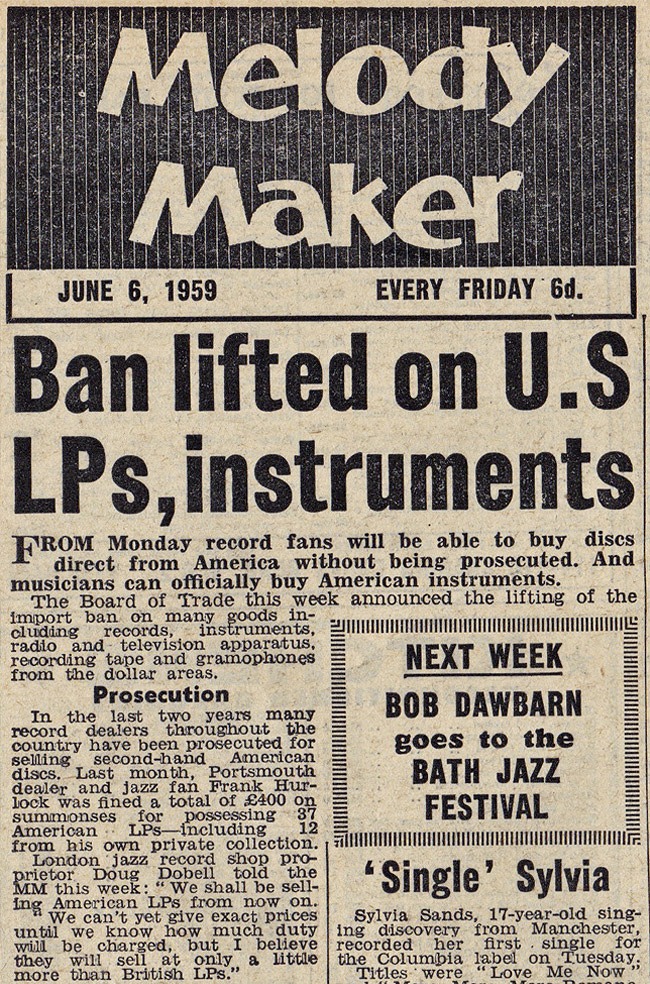 Melody
Maker
JUNE 6, 1959 EVERY FRIDAY 6d.
Ban lifted on U.S
LPs, instruments
FROM Monday record fans will be able to buy discs
direct from America without being prosecuted. And
musicians can officially buy American instruments.
The Board of Trade this week announced the lifting of the
import ban on many goods in-
cluding records, instruments,
radio and television apparatus,
recording tape and gramophones
from the dollar areas.
Prosecution
In the last two years many
record dealers throughout the
country have been prosecuted for
selling second-hand American
discs. Last month, Portsmouth
dealer and jazz fan Frank Hur-
lock was fined a total of £400 on
summonses for possessing 37
American LPs—including 12
from his own private collection.
London jazz record shop pro-
prietor Doug Dobell told the
MM this week: "We shall be sell-
ing American LPs from now on.
"We can't yet give exact prices
until we know how much duty
will be charged, but I believe
they will sell at only a little
more than British LPs."
NEXT WEEK
BOB DAWBARN
goes to the
BATH JAZZ
FESTIVAL
'Single' Sylvia
Sylvia Sands, 17-year-old sing-
ing discovery from Manchester,
recorded her first single for
the Columbia label on Tuesday.
Titles were "Love Me Now"